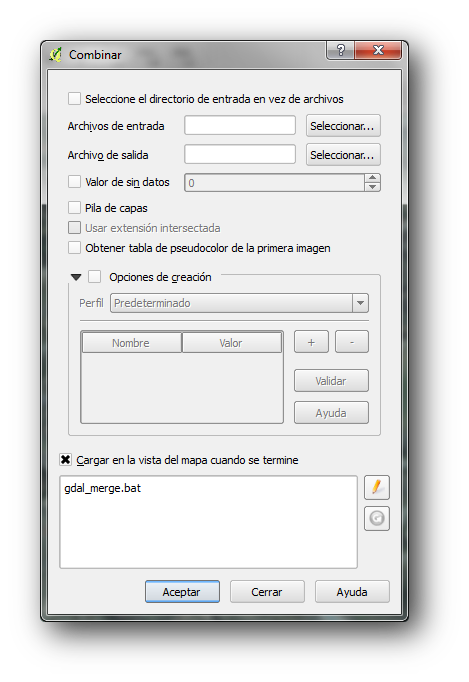 Combinar
?
Seleccione el directorio de entrada en vez de archivos
Archivos de entrada
Seleccionar...
Archivo de salida
Seleccionar...
Valor de sin datos
0
Pila de capas
Usar extensión intersectada
Obtener tabla de pseudocolor de la primera imagen
Opciones de creación
Perfil
Predeterminado
Nombre
Valor
+
-
Validar
Ayuda
Cargar en la vista del mapa cuando se termine
gdal_merge.bat
Aceptar
Cerrar
Ayuda